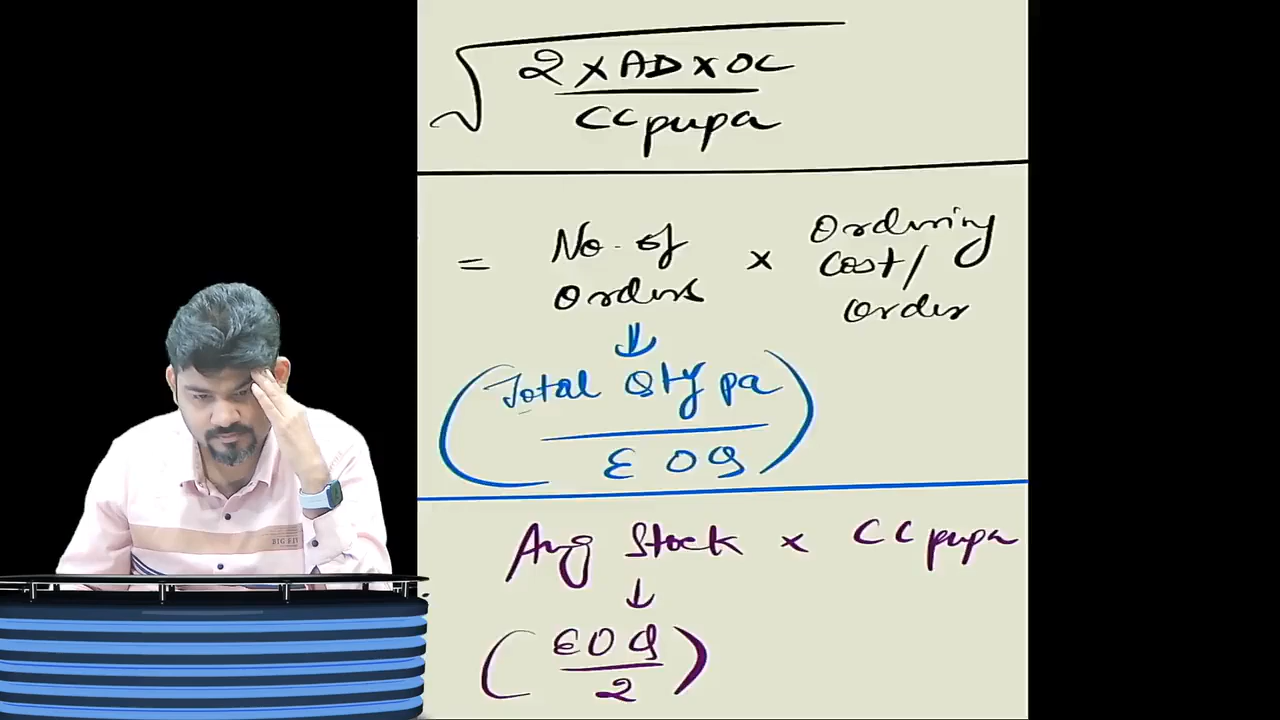 √ 2 × AD × OC
CC pupa
= No. of Orders × Ordering Cost/ Order
↓
( Total Qty pa )
EOQ
Avg Stock × CC pupa
↓
( EOQ )
2